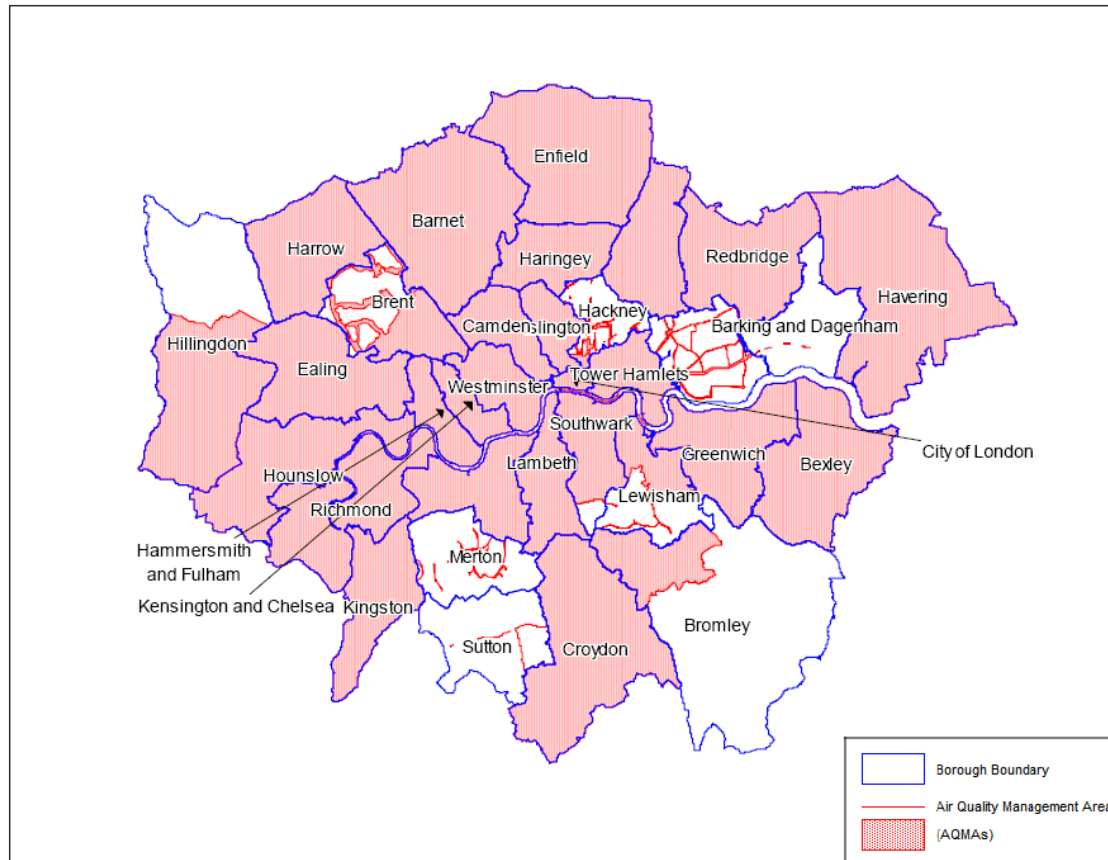 Enfield
Barnet
Harrow
Haringey
Redbridge
Havering
Brent
Hackney
Camden
slington
Barking and Dagenham
Hillingdon
Ealing
Tower Hamlets
Westminster
Southwark
City of London
Greenwich
Lambeth
Bexley
Hounslow
Lewisham
Richmond
Hammersmith
and Fulham
Merton
Kensington and Chelsea
Kingston
Bromley
Sutton
Croydon
Borough Boundary
Air Quality Management Area
(AQMAs)